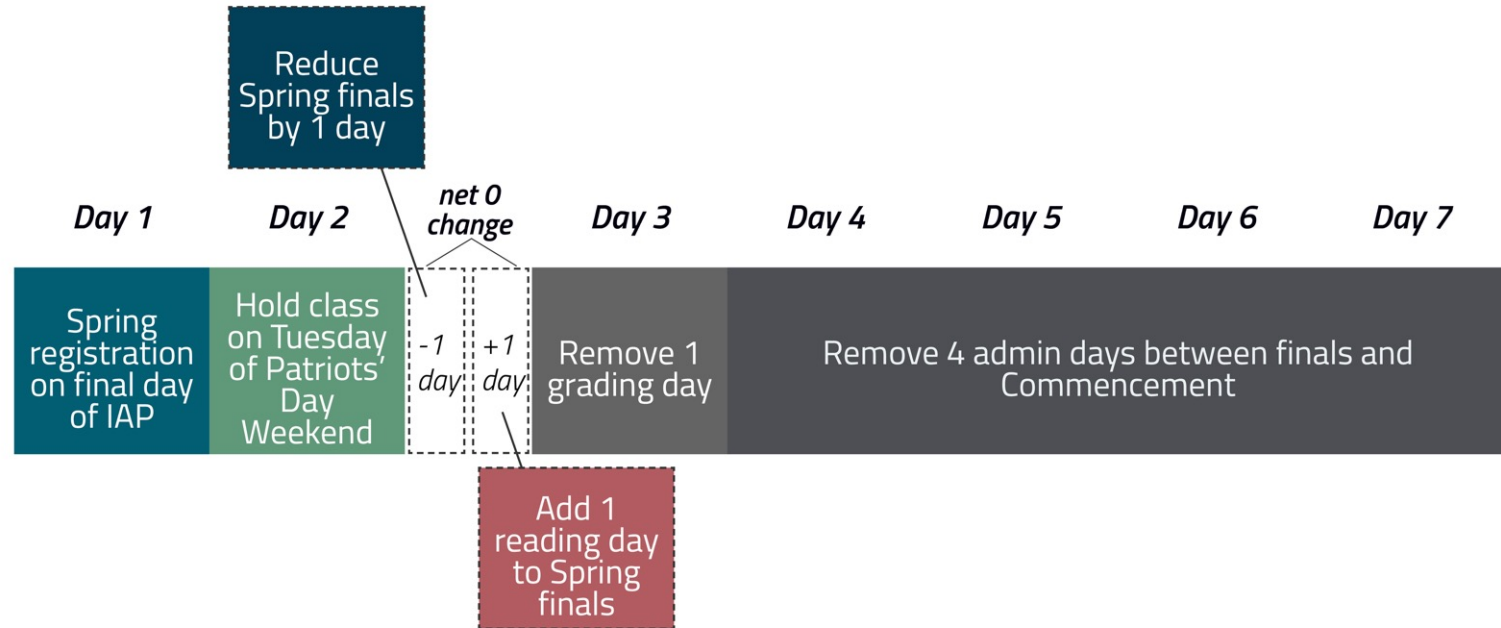 Reduce
Spring finals
by 1 day
net 0
change
Day 1
Day 2
Day 3
Day 4
Day 5
Day 6
Day 7
Spring
registration
on final day
of IAP
Hold class
on Tuesday
of Patriots'
Day
Weekend
-1
day
+1
day
Remove 1
grading day
Remove 4 admin days between finals and
Commencement
Add 1
reading day
to Spring
finals